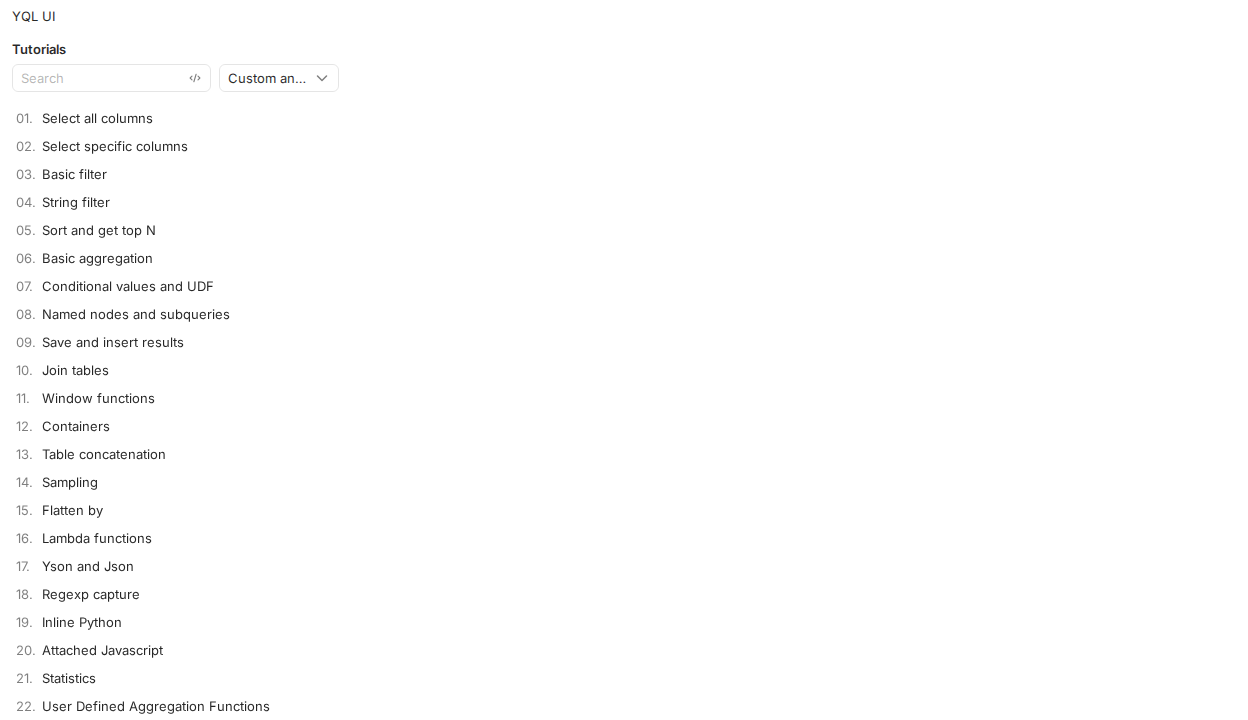 YQL UI
Tutorials
Search
Custom an...
01. Select all columns
02. Select specific columns
03. Basic filter
04. String filter
05. Sort and get top N
06. Basic aggregation
07. Conditional values and UDF
08. Named nodes and subqueries
09. Save and insert results
10. Join tables
11. Window functions
12. Containers
13. Table concatenation
14. Sampling
15. Flatten by
16. Lambda functions
17. Yson and Json
18. Regexp capture
19. Inline Python
20. Attached Javascript
21. Statistics
22. User Defined Aggregation Functions